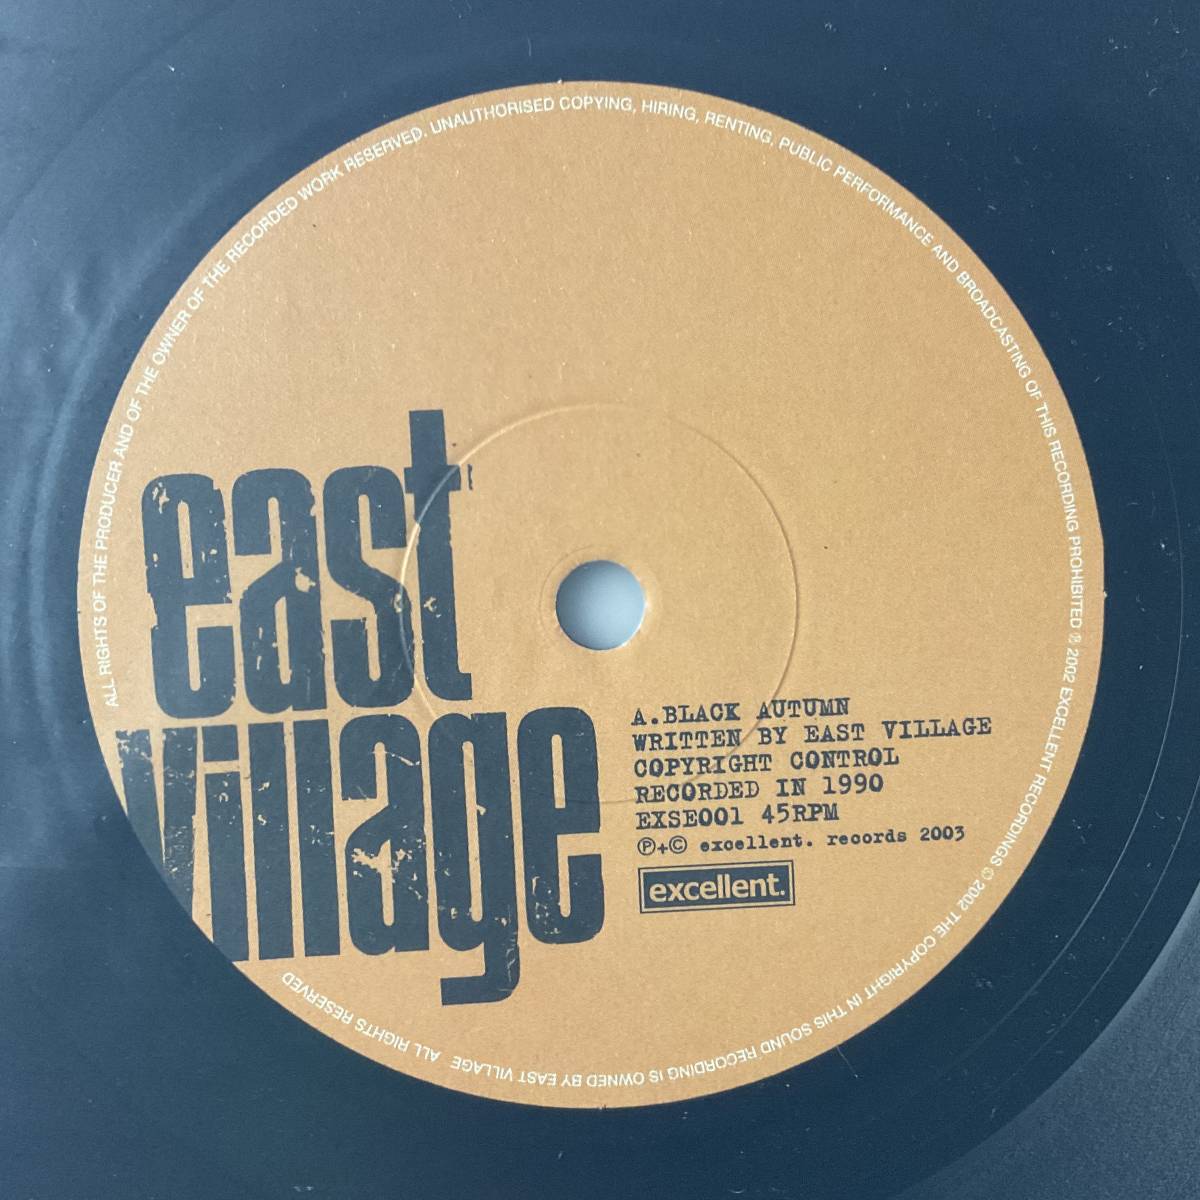 ALL RIGHTS OF THE PRODUCER AND OF THE OWNER OF THE RECORDED WORK RESERVED. UNAUTHORISED COPYING, HIRING, RENTING, PUBLIC PERFORMANCE AND BROADCASTING OF THIS RECORDING PROHIBITED ℗ 2002 EXCELLENT RECORDINGS © 2002 THE COPYRIGHT IN THIS SOUND RECORDING IS OWNED BY EAST VILLAGE ALL RIGHTS RESERVED
east
village
A.BLACK AUTUMN
WRITTEN BY EAST VILLAGE
COPYRIGHT CONTROL
RECORDED IN 1990
EXSE001 45RPM
℗+© excellent. records 2003
excellent.